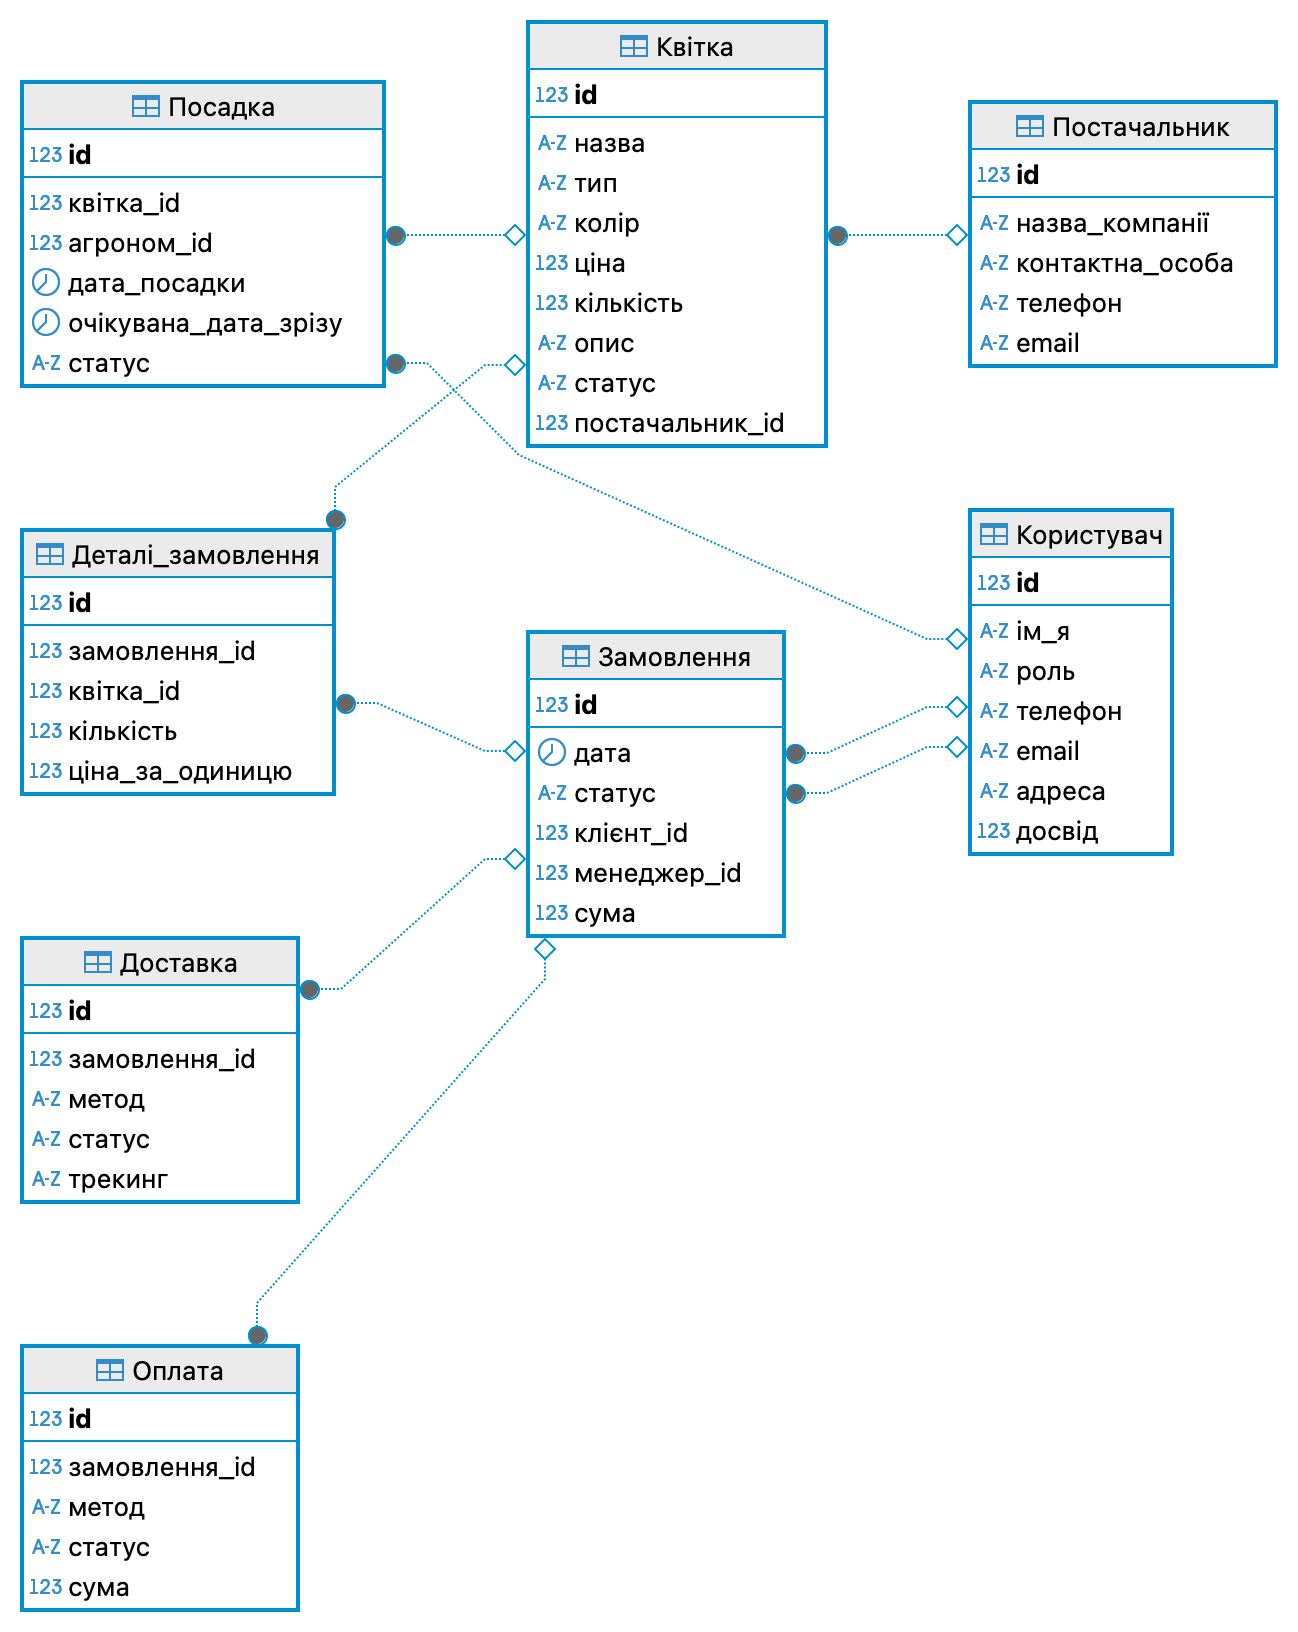 Квітка
123 id
A-Z назва
A-Z тип
A-Z колір
123 ціна
123 кількість
A-Z опис
A-Z статус
123 постачальник_id
Посадка
123 id
123 квітка_id
123 агроном_id
дата_посадки
очікувана_дата_зрізу
A-Z статус
Постачальник
123 id
A-Z назва_компанії
A-Z контактна_особа
A-Z телефон
A-Z email
Деталі_замовлення
123 id
123 замовлення_id
123 квітка_id
123 кількість
123 ціна_за_одиницю
Користувач
123 id
A-Z ім_я
A-Z роль
A-Z телефон
A-Z email
A-Z адреса
123 досвід
Замовлення
123 id
дата
A-Z статус
123 клієнт_id
123 менеджер_id
123 сума
Доставка
123 id
123 замовлення_id
A-Z метод
A-Z статус
A-Z трекинг
Оплата
123 id
123 замовлення_id
A-Z метод
A-Z статус
123 сума